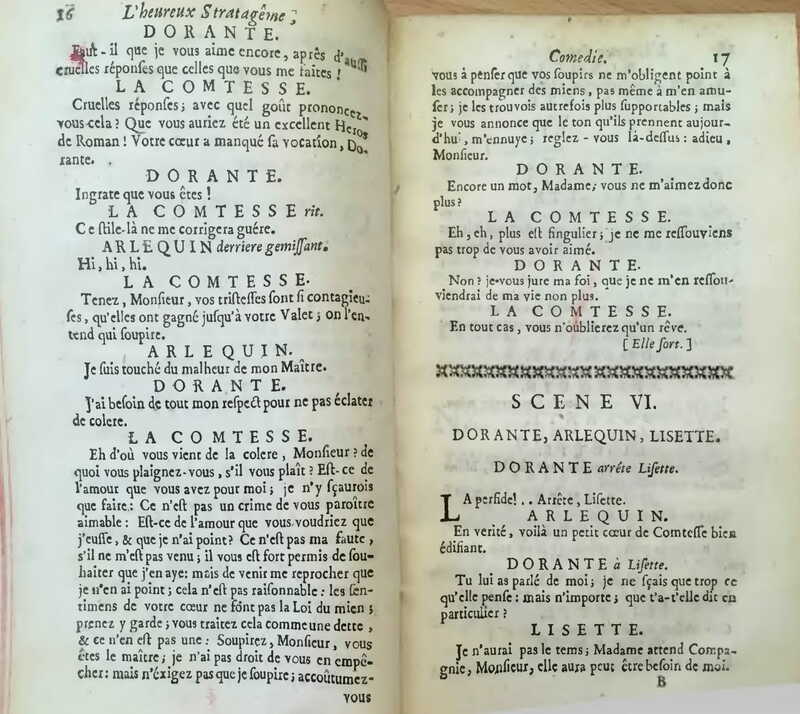 16 L'heureux Stratagême;
DORANTE.
Faut-il que je vous aime encore, après d'aussi
cruelles réponses que celles que vous me faites!
LA COMTESSE.
Cruelles réponses; avec quel goût prononcez-
vous cela? Que vous auriez été un excellent Heros
de Roman! Votre cœur a manqué sa vocation, Do-
rante.
DORANTE.
Ingrate que vous êtes!
LA COMTESSE rit.
Ce stile-là ne me corrigera guére.
ARLEQUIN derriere gemissant.
Hi, hi, hi.
LA COMTESSE.
Tenez, Monsieur, vos tristesses sont si contagieu-
ses, qu'elles ont gagné jusqu'à votre Valet; on l'en-
tend qui soupire.
ARLEQUIN.
Je suis touché du malheur de mon Maître.
DORANTE.
J'ai besoin de tout mon respect pour ne pas éclater
de colere.
LA COMTESSE.
Eh d'où vous vient de la colere, Monsieur? de
quoi vous plaignez-vous, s'il vous plaît? Est-ce de
l'amour que vous avez pour moi; je n'y sçaurois
que faire: Ce n'est pas un crime de vous paroître
aimable: Est-ce de l'amour que vous voudriez que
j'eusse, & que je n'ai point? Ce n'est pas ma faute,
s'il ne m'est pas venu; il vous est fort permis de sou-
haiter que j'en aye: mais de venir me reprocher que
je n'en ai point; cela n'est pas raisonnable: les sen-
timens de votre cœur ne font pas la Loi du mien;
prenez y garde; vous traitez cela comme une dette,
& ce n'en est pas une: Soupirez, Monsieur, vous
êtes le maître; je n'ai pas droit de vous en empê-
cher: mais n'éxigez pas que je soupire; accoûtumez-
vous
Comedie. 17
vous à penser que vos soupirs ne m'obligent point à
les accompagner des miens, pas même à m'en amu-
ser; je les trouvois autrefois plus supportables; mais
je vous annonce que le ton qu'ils prennent aujour-
d'hui, m'ennuye; reglez-vous là-dessus: adieu,
Monsieur.
DORANTE.
Encore un mot, Madame; vous ne m'aimez donc
plus?
LA COMTESSE.
Eh, eh, plus est singulier; je ne me ressouviens
pas trop de vous avoir aimé.
DORANTE.
Non? je vous jure ma foi, que je ne m'en ressou-
viendrai de ma vie non plus.
LA COMTESSE.
En tout cas, vous n'oublierez qu'un rêve.
[Elle sort.]
SCENE VI.
DORANTE, ARLEQUIN, LISETTE.
DORANTE arrête Lisette.
LA perfide!.. Arrête, Lisette.
ARLEQUIN.
En verité, voilà un petit cœur de Comtesse bien
édifiant.
DORANTE à Lisette.
Tu lui as parlé de moi; je ne sçais que trop ce
qu'elle pense: mais n'importe; que t'a-t'elle dit en
particulier?
LISETTE.
Je n'aurai pas le tems; Madame attend Compa-
gnie, Monsieur, elle aura peut être besoin de moi.
B